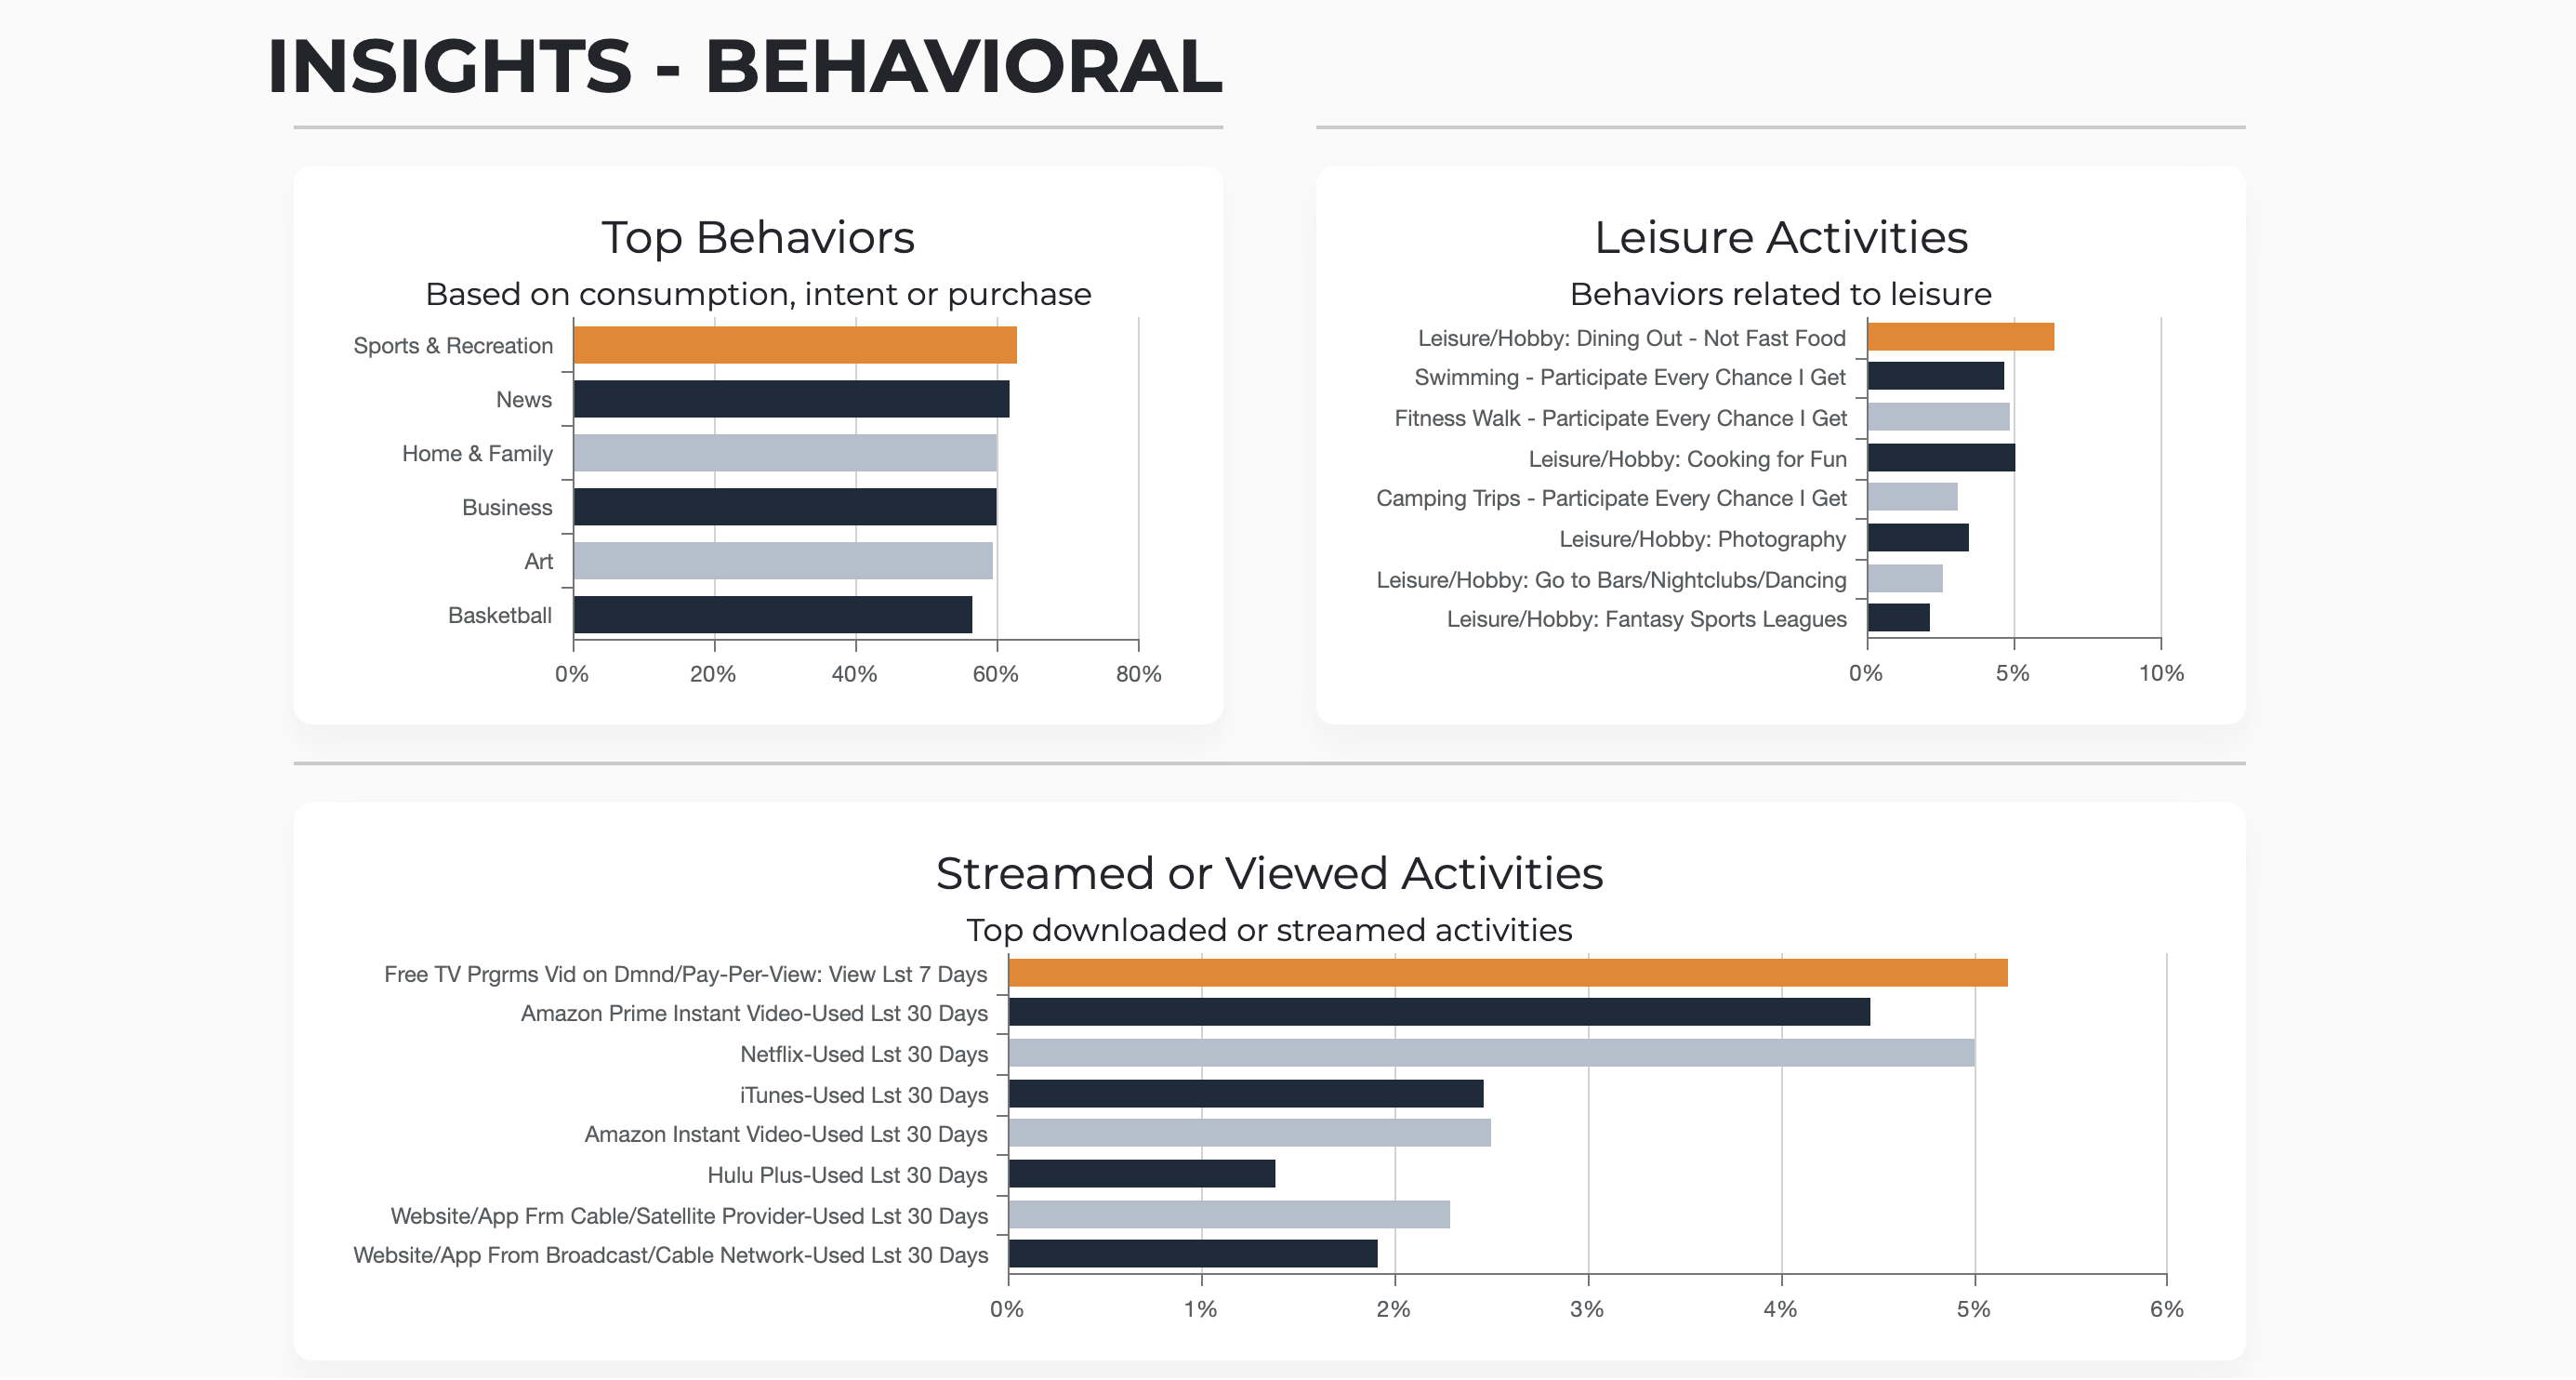 INSIGHTS - BEHAVIORAL
Top Behaviors
Based on consumption, intent or purchase
Sports & Recreation
News
Home & Family
Business
Art
Basketball
0% 20% 40% 60% 80%
Leisure Activities
Behaviors related to leisure
Leisure/Hobby: Dining Out - Not Fast Food
Swimming - Participate Every Chance I Get
Fitness Walk - Participate Every Chance I Get
Leisure/Hobby: Cooking for Fun
Camping Trips - Participate Every Chance I Get
Leisure/Hobby: Photography
Leisure/Hobby: Go to Bars/Nightclubs/Dancing
Leisure/Hobby: Fantasy Sports Leagues
0% 5% 10%
Streamed or Viewed Activities
Top downloaded or streamed activities
Free TV Prgrms Vid on Dmnd/Pay-Per-View: View Lst 7 Days
Amazon Prime Instant Video-Used Lst 30 Days
Netflix-Used Lst 30 Days
iTunes-Used Lst 30 Days
Amazon Instant Video-Used Lst 30 Days
Hulu Plus-Used Lst 30 Days
Website/App Frm Cable/Satellite Provider-Used Lst 30 Days
Website/App From Broadcast/Cable Network-Used Lst 30 Days
0% 1% 2% 3% 4% 5% 6%